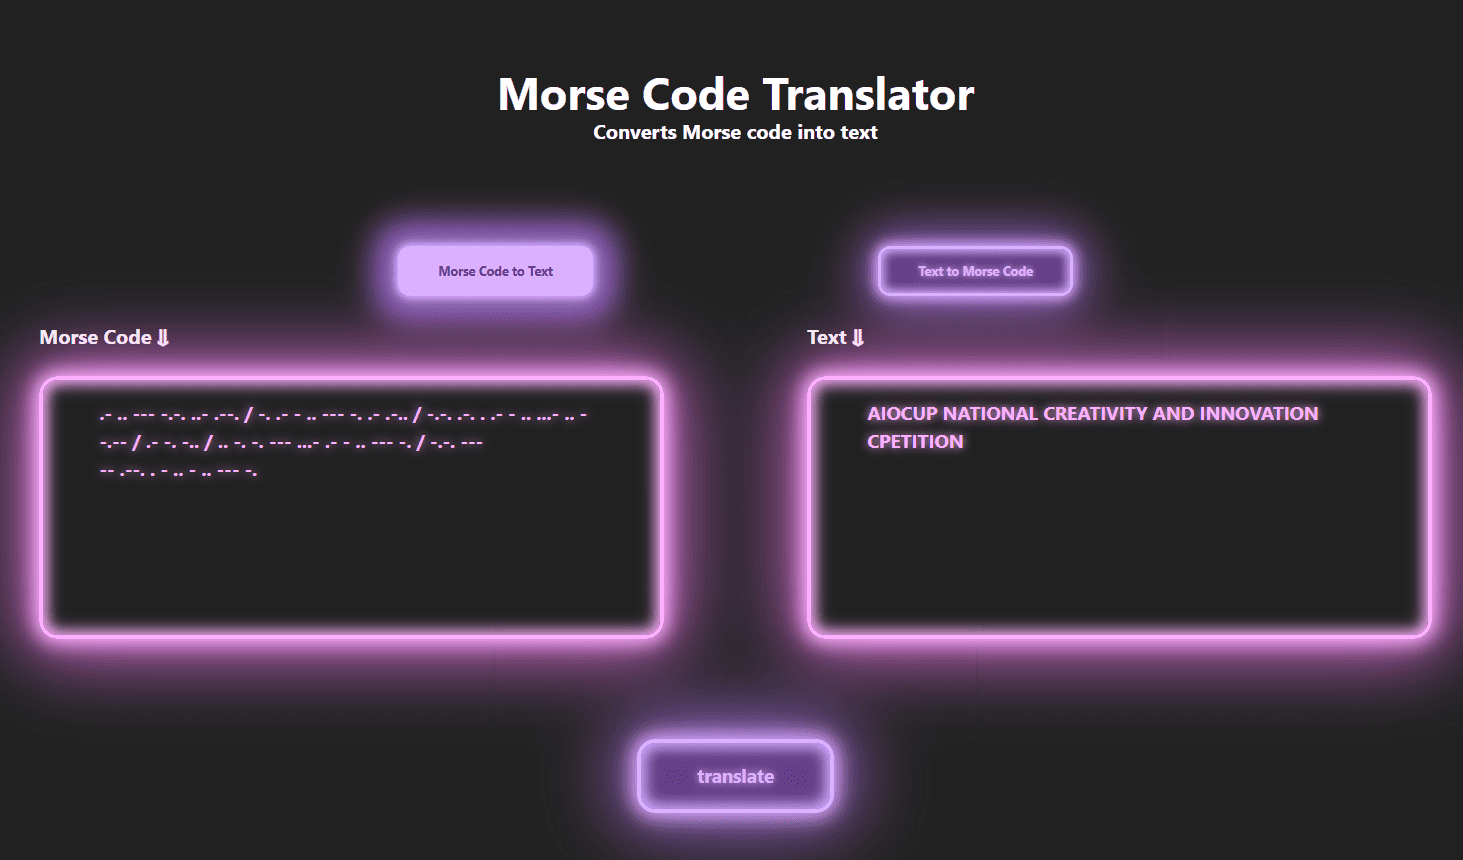 Morse Code Translator
Converts Morse code into text
Morse Code to Text
Text to Morse Code
Morse Code ⇓
.- .. --- -.-. ..- .--. / -. .- - .. --- -. .- .-.. / -.-. .-. . .- - .. ...- .. -
-.-- / .- -. -.. / .. -. -. --- ...- .- - .. --- -. / -.-. ---
-- .--. . - .. - .. --- -.
Text ⇓
AIOCUP NATIONAL CREATIVITY AND INNOVATION
CPETITION
translate